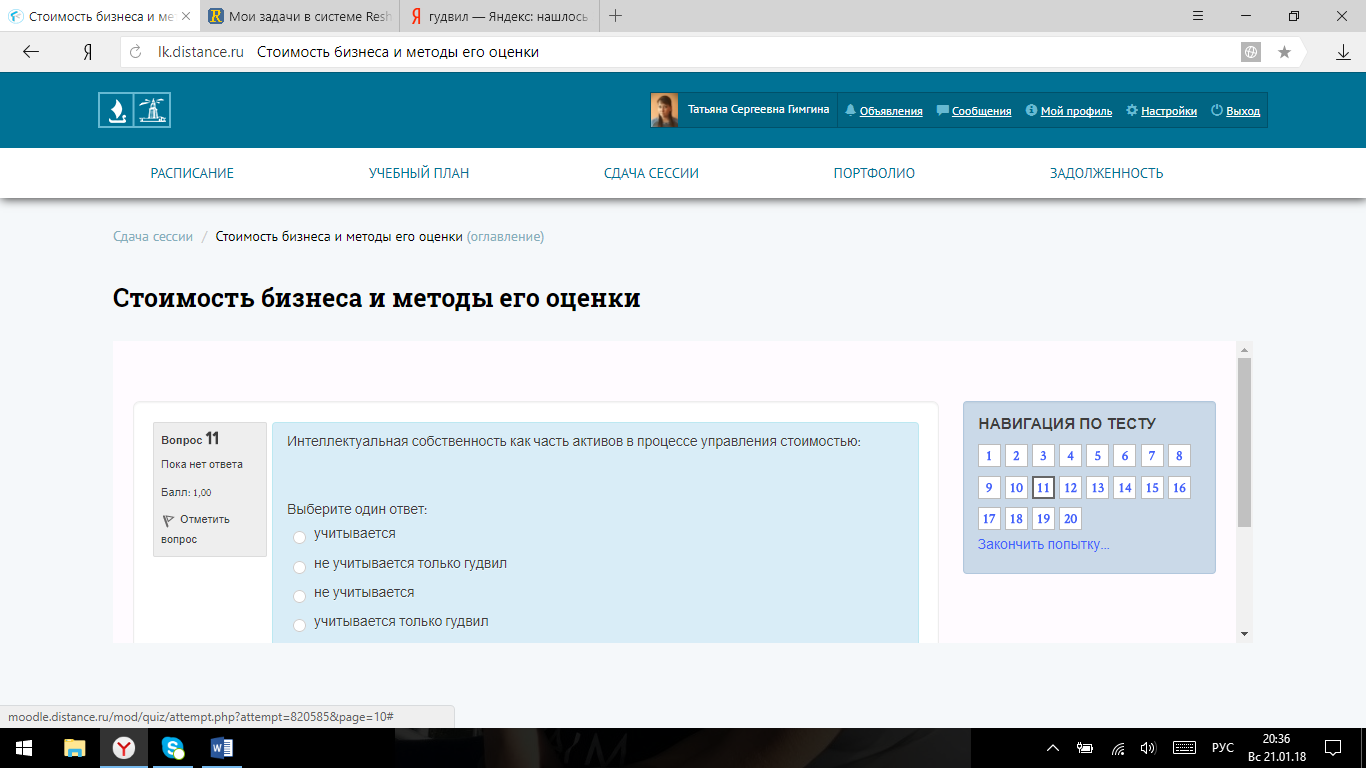 Стоимость бизнеса и ме
Мои задачи в системе Resh
гудвил — Яндекс: нашлось
lk.distance.ru Стоимость бизнеса и методы его оценки
Татьяна Сергеевна Гимгина Объявления Сообщения Мой профиль Настройки Выход
РАСПИСАНИЕ УЧЕБНЫЙ ПЛАН СДАЧА СЕССИИ ПОРТФОЛИО ЗАДОЛЖЕННОСТЬ
Сдача сессии / Стоимость бизнеса и методы его оценки (оглавление)
Стоимость бизнеса и методы его оценки
Вопрос 11
Пока нет ответа
Балл: 1,00
Отметить
вопрос
Интеллектуальная собственность как часть активов в процессе управления стоимостью:
Выберите один ответ:
учитывается
не учитывается только гудвил
не учитывается
учитывается только гудвил
НАВИГАЦИЯ ПО ТЕСТУ
1 2 3 4 5 6 7 8
9 10 11 12 13 14 15 16
17 18 19 20
Закончить попытку...
moodle.distance.ru/mod/quiz/attempt.php?attempt=820585&page=10#
РУС
20:36
Вс 21.01.18